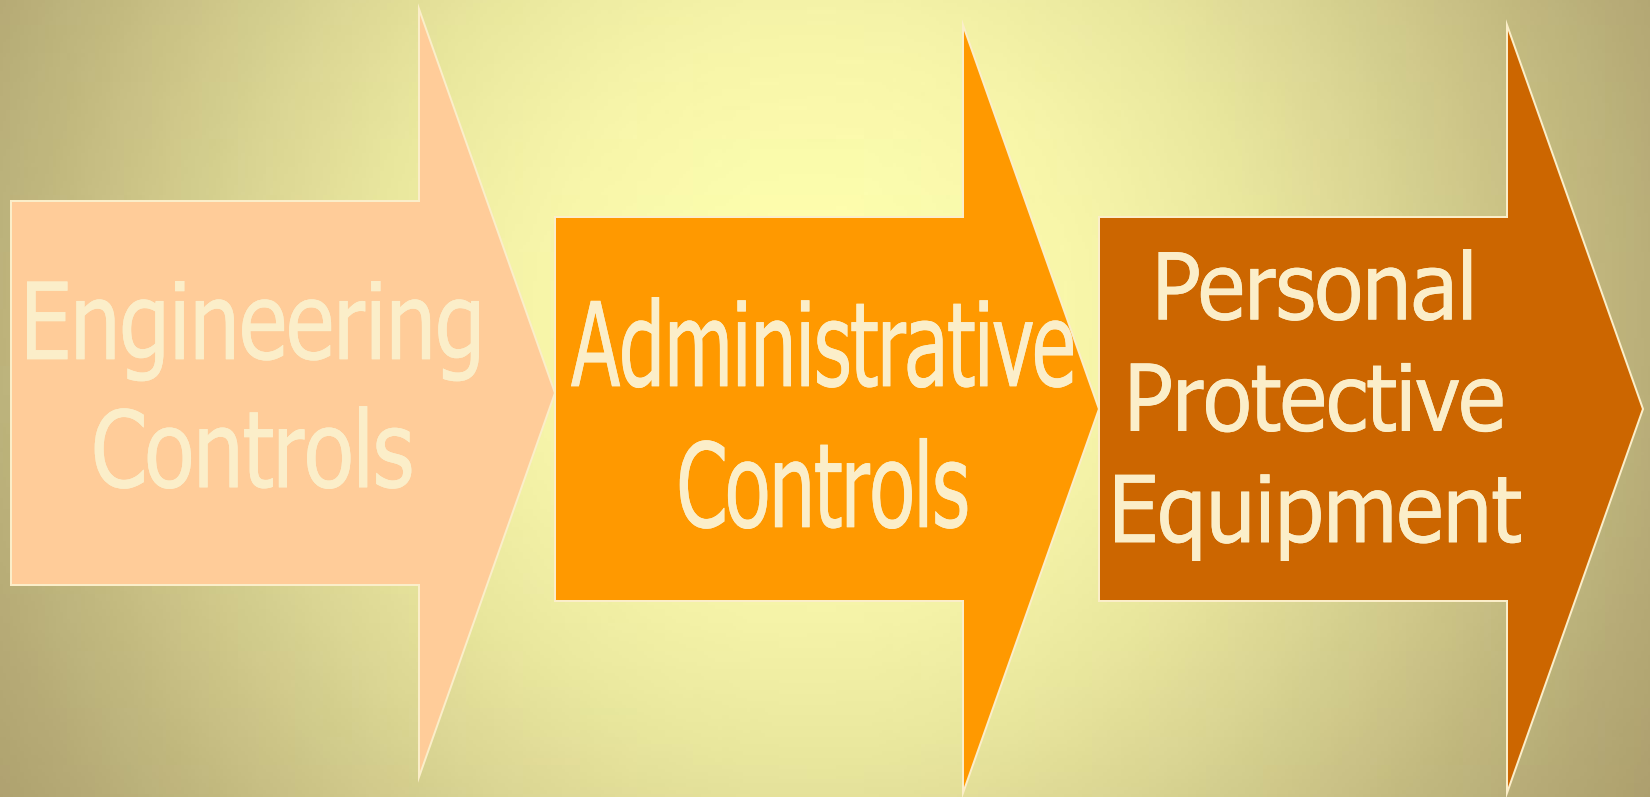 Engineering
Controls
Administrative
Controls
Personal
Protective
Equipment